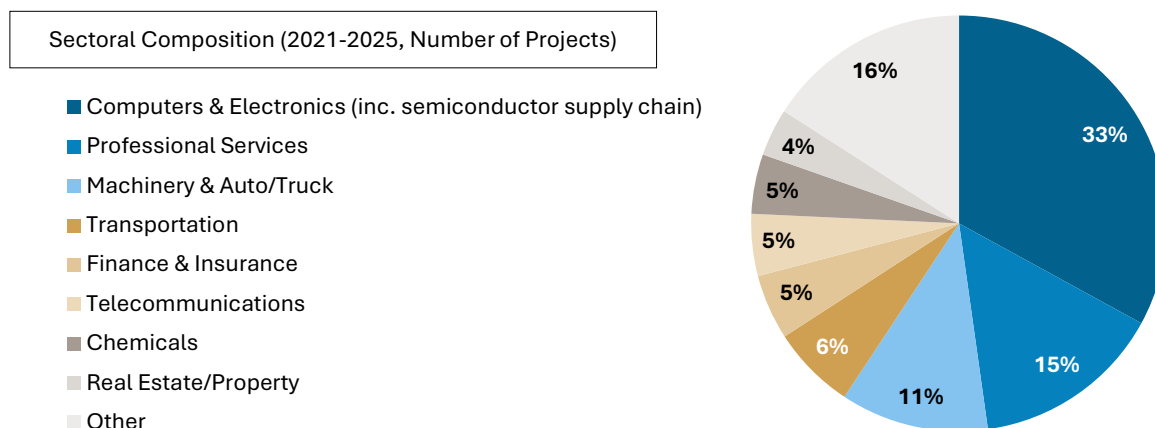 Sectoral Composition (2021-2025, Number of Projects)
Computers & Electronics (inc. semiconductor supply chain)
Professional Services
Machinery & Auto/Truck
Transportation
Finance & Insurance
Telecommunications
Chemicals
Real Estate/Property
Other
33%
15%
11%
6%
5%
5%
5%
4%
16%